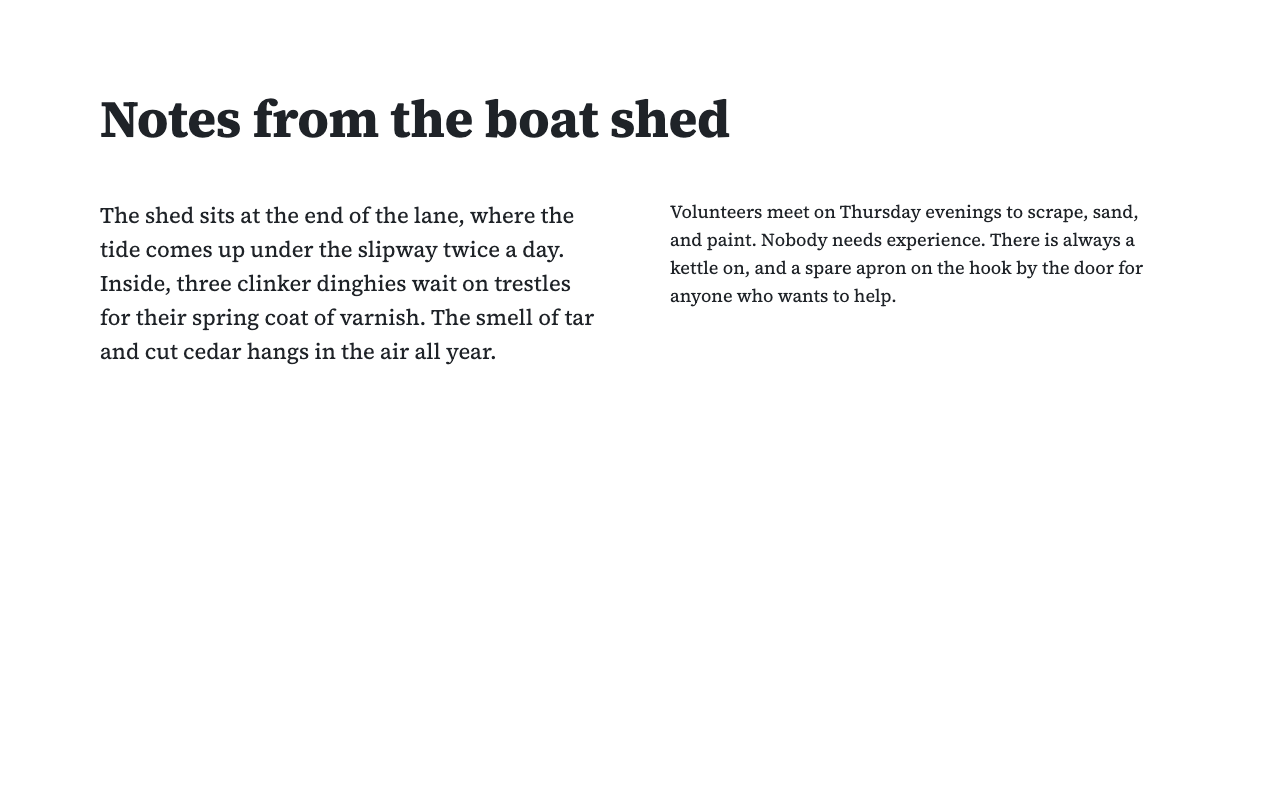 Notes from the boat shed
The shed sits at the end of the lane, where the
tide comes up under the slipway twice a day.
Inside, three clinker dinghies wait on trestles
for their spring coat of varnish. The smell of tar
and cut cedar hangs in the air all year.
Volunteers meet on Thursday evenings to scrape, sand,
and paint. Nobody needs experience. There is always a
kettle on, and a spare apron on the hook by the door for
anyone who wants to help.